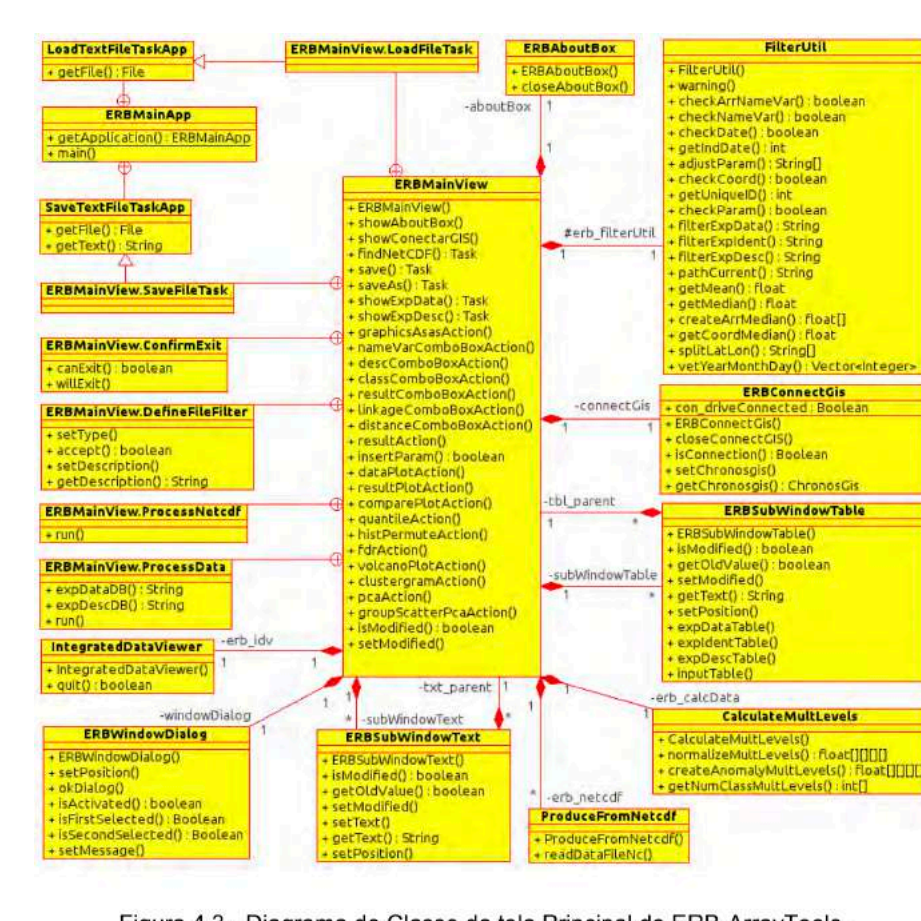 LoadTextFileTaskApp
+ getFile() : File
ERBMainView.LoadFileTask
ERBMainApp
+ getApplication() : ERBMainApp
+ main()
SaveTextFileTaskApp
+ getFile() : File
+ getText() : String
ERBMainView.SaveFileTask
ERBMainView.ConfirmExit
+ canExit() : boolean
+ willExit()
ERBMainView.DefineFileFilter
+ setType()
+ accept() : boolean
+ setDescription()
+ getDescription() : String
ERBMainView.ProcessNetcdf
+ run()
ERBMainView.ProcessData
+ expDataDB() : String
+ expDescDB() : String
+ run()
IntegratedDataViewer
+ IntegratedDataViewer()
+ quit() : boolean
-erb_idv
1
1
ERBAboutBox
+ ERBAboutBox()
+ closeAboutBox()
-aboutBox
1
1
ERBMainView
+ ERBMainView()
+ showAboutBox()
+ showConectarGIS()
+ findNetCDF() : Task
+ save() : Task
+ saveAs() : Task
+ showExpData() : Task
+ showExpDesc() : Task
+ graphicsAsasAction()
+ nameVarComboBoxAction()
+ descComboBoxAction()
+ classComboBoxAction()
+ resultComboBoxAction()
+ linkageComboBoxAction()
+ distanceComboBoxAction()
+ resultAction()
+ insertParam() : boolean
+ dataPlotAction()
+ resultPlotAction()
+ comparePlotAction()
+ quantileAction()
+ histPermuteAction()
+ fdrAction()
+ volcanoPlotAction()
+ clustergramAction()
+ pcaAction()
+ groupScatterPcaAction()
+ isModified() : boolean
+ setModified()
FilterUtil
+ FilterUtil()
+ warning()
+ checkArrNameVar() : boolean
+ checkNameVar() : boolean
+ checkDate() : boolean
+ getIndDate() : int
+ adjustParam() : String[]
+ checkCoord() : boolean
+ getUniqueID() : int
+ checkParam() : boolean
+ filterExpData() : String
+ filterExpIdent() : String
+ filterExpDesc() : String
+ pathCurrent() : String
+ getMean() : float
+ getMedian() : float
+ createArrMedian() : float[]
+ getCoordMedian() : float
+ splitLatLon() : String[]
+ vetYearMonthDay() : Vector<Integer>
#erb_filterUtil
1
1
ERBConnectGis
+ con_driveConnected : Boolean
+ ERBConnectGis()
+ closeConnectGIS()
+ isConnection() : Boolean
+ setChronosgis()
+ getChronosgis() : ChronosGis
-connectGis
1
1
-tbl_parent
1
*
ERBSubWindowTable
+ ERBSubWindowTable()
+ isModified() : boolean
+ getOldValue() : boolean
+ setModified()
+ getText() : String
+ setPosition()
+ expDataTable()
+ expIdentTable()
+ expDescTable()
+ inputTable()
-subWindowTable
1
*
-windowDialog
1
1
ERBWindowDialog
+ ERBWindowDialog()
+ setPosition()
+ okDialog()
+ isActivated() : boolean
+ isFirstSelected() : Boolean
+ isSecondSelected() : Boolean
+ setMessage()
1
* -subWindowText
-txt_parent 1
*
ERBSubWindowText
+ ERBSubWindowText()
+ isModified() : boolean
+ getOldValue() : boolean
+ setModified()
+ setText()
+ getText() : String
+ setPosition()
1
* -erb_netcdf
ProduceFromNetcdf
+ ProduceFromNetcdf()
+ readDataFileNc()
1
-erb_calcData
1
CalculateMultLevels
+ CalculateMultLevels()
+ normalizeMultLevels() : float[][][][]
+ createAnomalyMultLevels() : float[][][][]
+ getNumClassMultLevels() : int[]
Figura 4.3 - Diagrama de Classe da tela Principal do ERB-ArrayTools